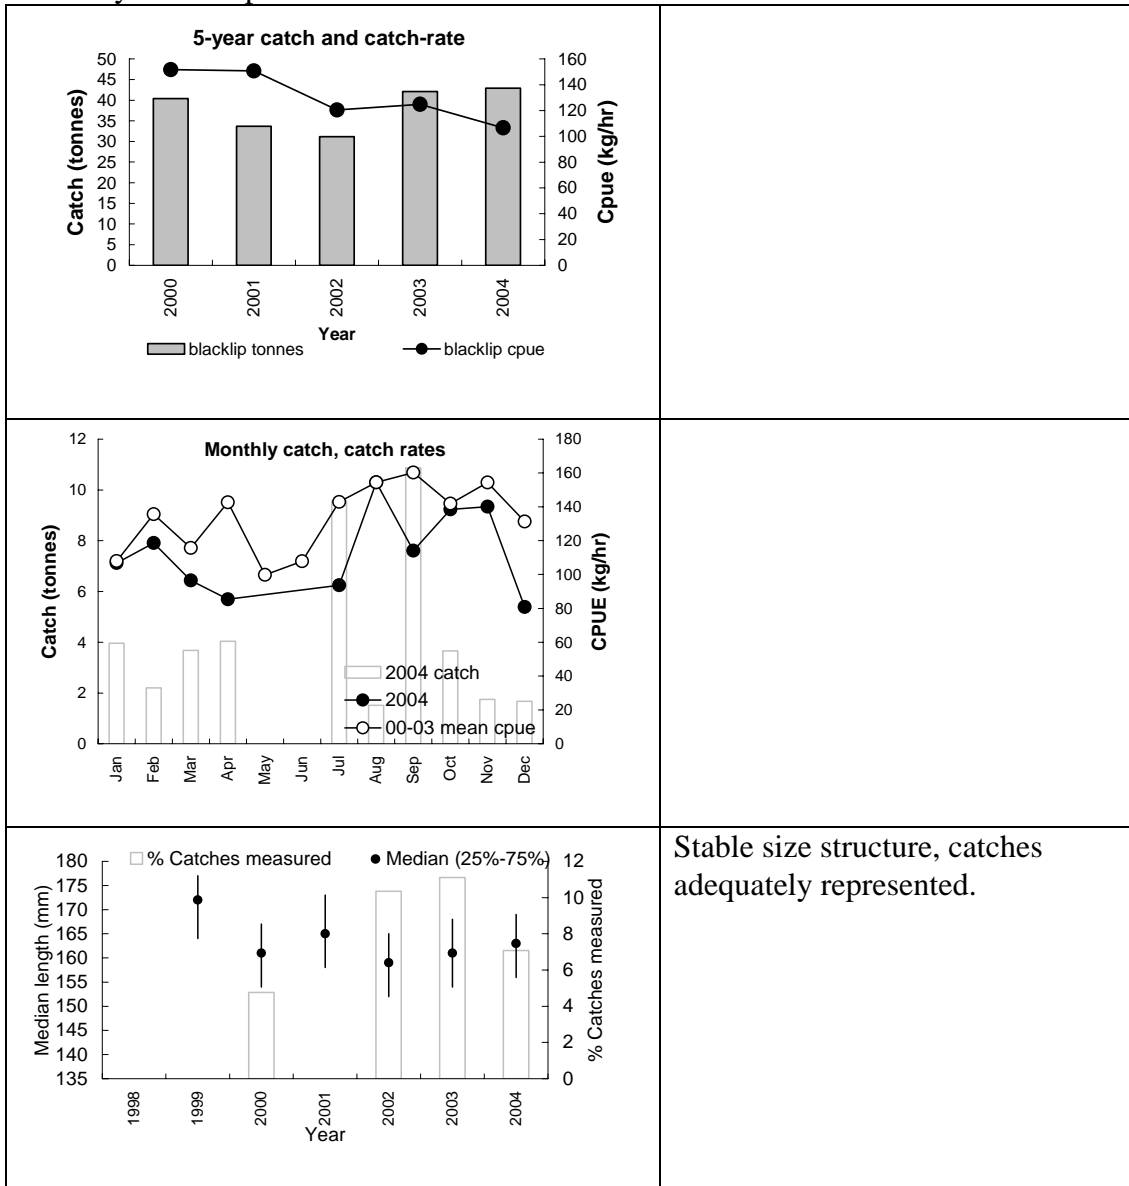 5-year catch and catch-rate
50
45
40
35
30
25
20
15
10
5
0
Catch (tonnes)
160
140
120
100
80
60
40
20
0
Cpue (kg/hr)
2000
2001
2002
2003
2004
Year
blacklip tonnes
blacklip cpue
Monthly catch, catch rates
12
10
8
6
4
2
0
Catch (tonnes)
180
160
140
120
100
80
60
40
20
0
CPUE (kg/hr)
2004 catch
2004
00-03 mean cpue
Jan
Feb
Mar
Apr
May
Jun
Jul
Aug
Sep
Oct
Nov
Dec
% Catches measured
Median (25%-75%)
180
175
170
165
160
155
150
145
140
135
Median length (mm)
12
10
8
6
4
2
0
% Catches measured
1998
1999
2000
2001
2002
2003
2004
Year
Stable size structure, catches
adequately represented.